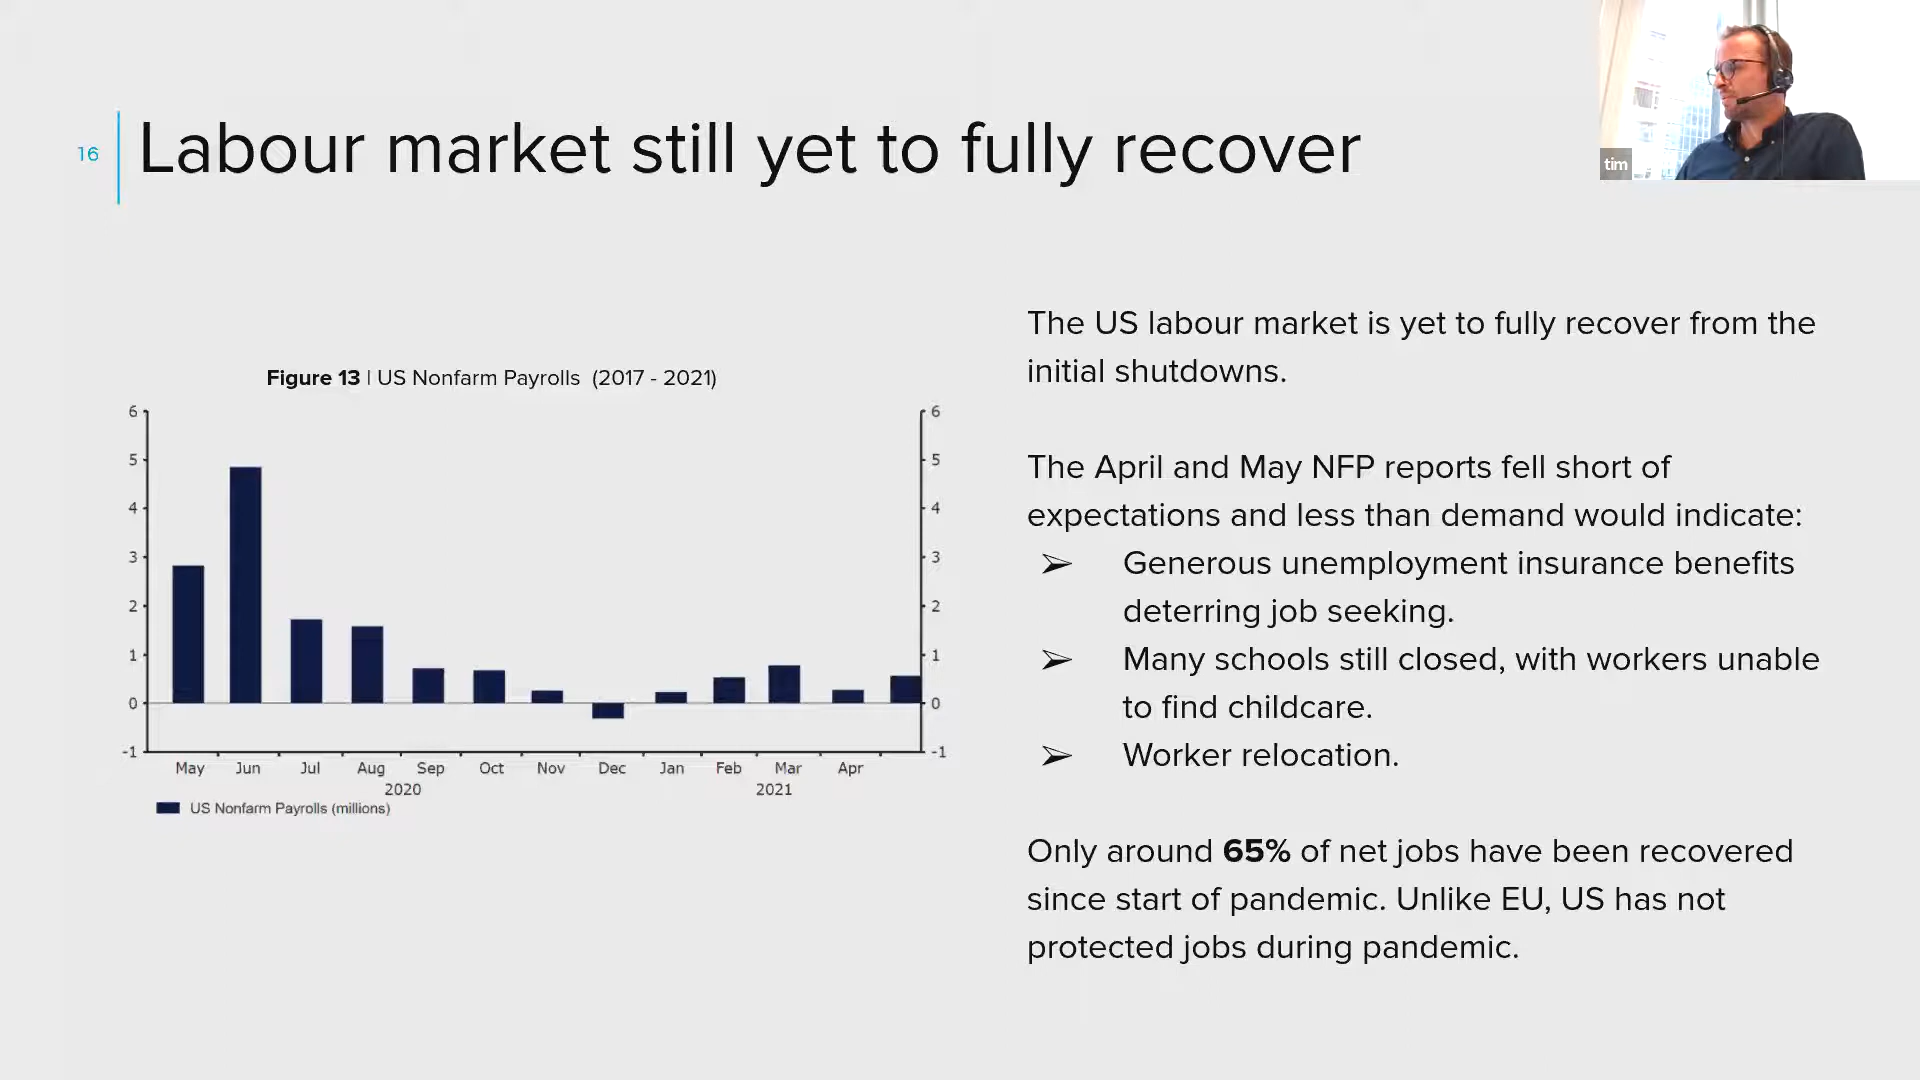 16
Labour market still yet to fully recover
tim
Figure 13 | US Nonfarm Payrolls (2017 - 2021)
6 6
5 5
4 4
3 3
2 2
1 1
0 0
-1 -1
May Jun Jul Aug Sep Oct Nov Dec Jan Feb Mar Apr
2020 2021
US Nonfarm Payrolls (millions)
The US labour market is yet to fully recover from the
initial shutdowns.
The April and May NFP reports fell short of
expectations and less than demand would indicate:
➢ Generous unemployment insurance benefits
deterring job seeking.
➢ Many schools still closed, with workers unable
to find childcare.
➢ Worker relocation.
Only around 65% of net jobs have been recovered
since start of pandemic. Unlike EU, US has not
protected jobs during pandemic.